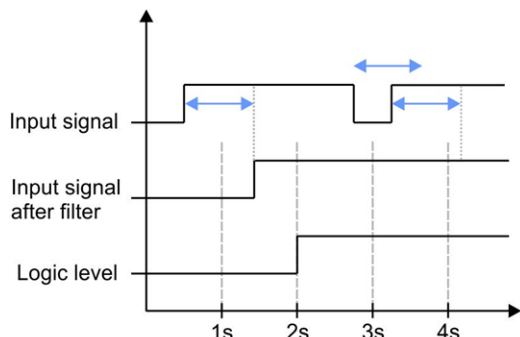 Input signal
Input signal
after filter
Logic level
1s 2s 3s 4s